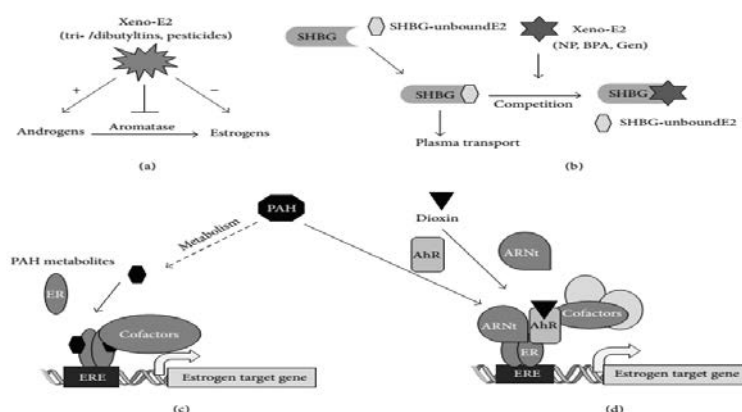 Xeno-E2
(tri- /dibutyltins, pesticides)
+
−
Androgens
Aromatase
Estrogens
(a)
SHBG
SHBG-unboundE2
Xeno-E2
(NP, BPA, Gen)
SHBG
Competition
SHBG
SHBG-unboundE2
Plasma transport
(b)
PAH
Metabolism
PAH metabolites
ER
Cofactors
ERE
Estrogen target gene
(c)
Dioxin
AhR
ARNt
ARNt
AhR
Cofactors
ER
ERE
Estrogen target gene
(d)